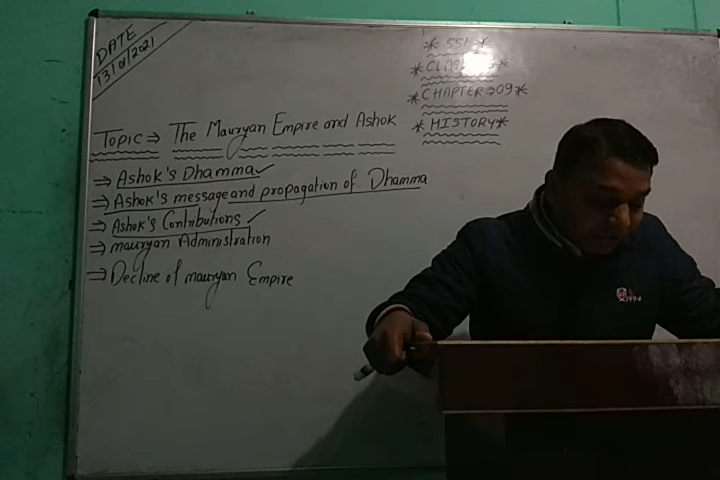 DATE
13/01/2021
* SST *
* CHAPTER → 09 *
* HISTORY *
Topic ⇒ The Mauryan Empire and Ashok
⇒ Ashok's Dhamma ✓
⇒ Ashok's message and propagation of Dhamma
⇒ Ashok's Contributions ✓
⇒ mauryan Administration
⇒ Decline of mauryan Empire
1994